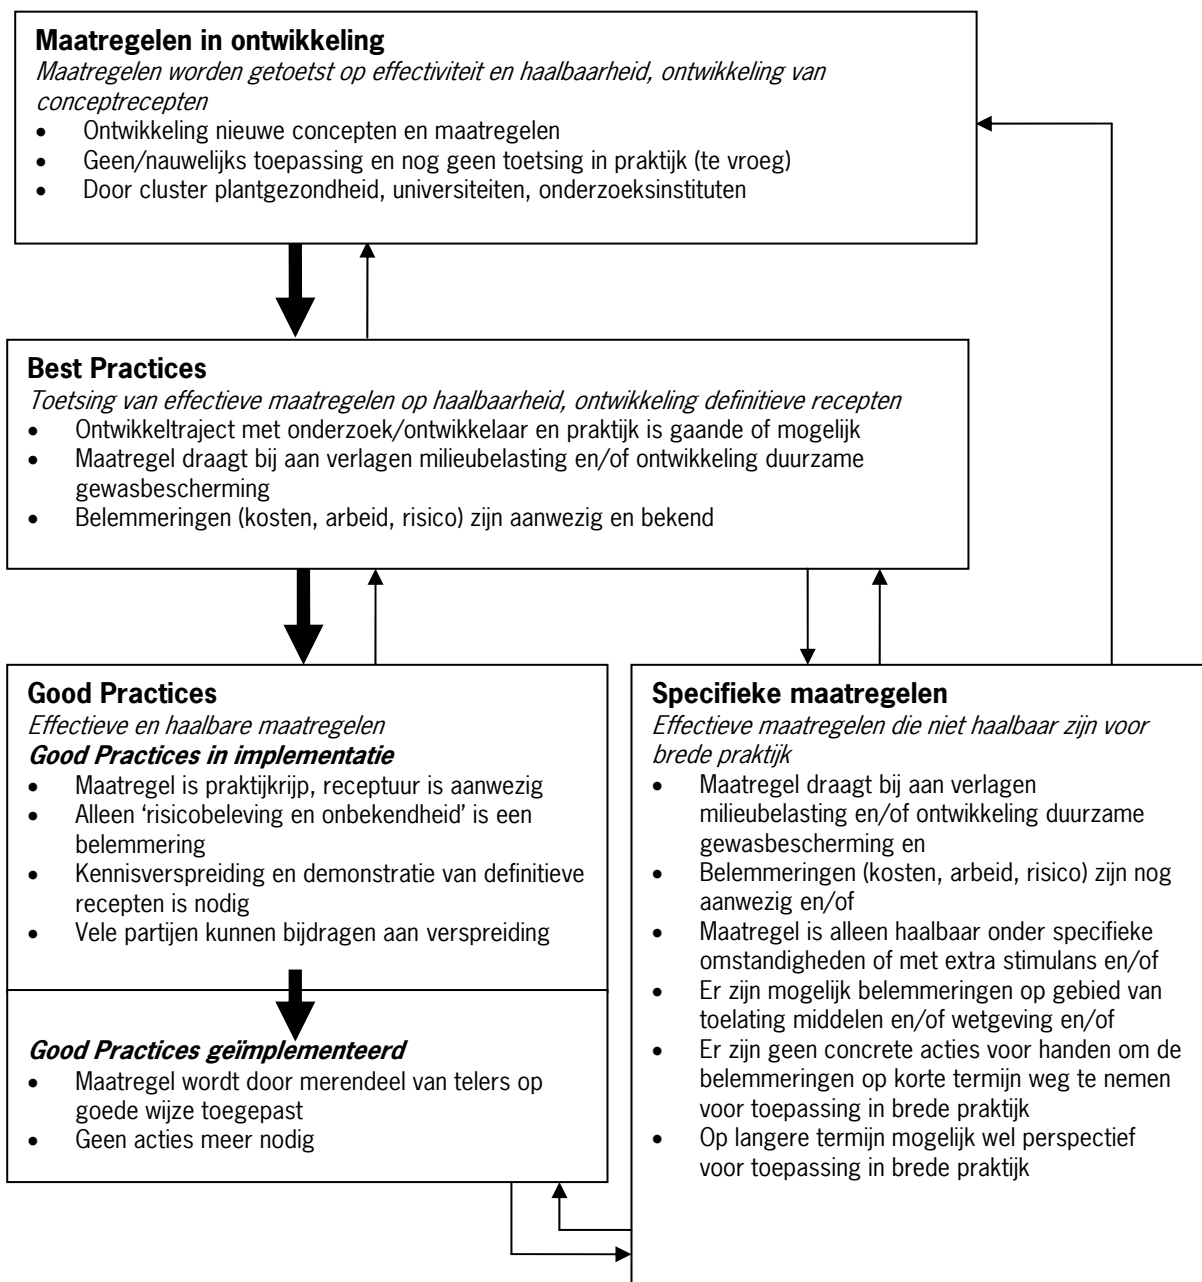 Maatregelen in ontwikkeling
Maatregelen worden getoetst op effectiviteit en haalbaarheid, ontwikkeling van
conceptrecepten
• Ontwikkeling nieuwe concepten en maatregelen
• Geen/nauwelijks toepassing en nog geen toetsing in praktijk (te vroeg)
• Door cluster plantgezondheid, universiteiten, onderzoeksinstituten
Best Practices
Toetsing van effectieve maatregelen op haalbaarheid, ontwikkeling definitieve recepten
• Ontwikkeltraject met onderzoek/ontwikkelaar en praktijk is gaande of mogelijk
• Maatregel draagt bij aan verlagen milieubelasting en/of ontwikkeling duurzame
gewasbescherming
• Belemmeringen (kosten, arbeid, risico) zijn aanwezig en bekend
Good Practices
Effectieve en haalbare maatregelen
Good Practices in implementatie
• Maatregel is praktijkrijp, receptuur is aanwezig
• Alleen ‘risicobeleving en onbekendheid’ is een
belemmering
• Kennisverspreiding en demonstratie van definitieve
recepten is nodig
• Vele partijen kunnen bijdragen aan verspreiding
Good Practices geïmplementeerd
• Maatregel wordt door merendeel van telers op
goede wijze toegepast
• Geen acties meer nodig
Specifieke maatregelen
Effectieve maatregelen die niet haalbaar zijn voor
brede praktijk
• Maatregel draagt bij aan verlagen
milieubelasting en/of ontwikkeling duurzame
gewasbescherming en
• Belemmeringen (kosten, arbeid, risico) zijn nog
aanwezig en/of
• Maatregel is alleen haalbaar onder specifieke
omstandigheden of met extra stimulans en/of
• Er zijn mogelijk belemmeringen op gebied van
toelating middelen en/of wetgeving en/of
• Er zijn geen concrete acties voor handen om de
belemmeringen op korte termijn weg te nemen
voor toepassing in brede praktijk
• Op langere termijn mogelijk wel perspectief
voor toepassing in brede praktijk